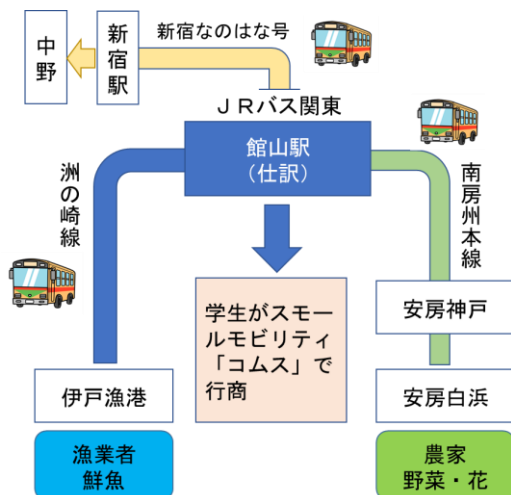 新宿なのはな号
中野
新宿駅
ＪＲバス関東
館山駅
（仕訳）
洲の崎線
南房州本線
学生がスモー
ルモビリティ
「コムス」で
行商
安房神戸
伊戸漁港
安房白浜
漁業者
鮮魚
農家
野菜・花